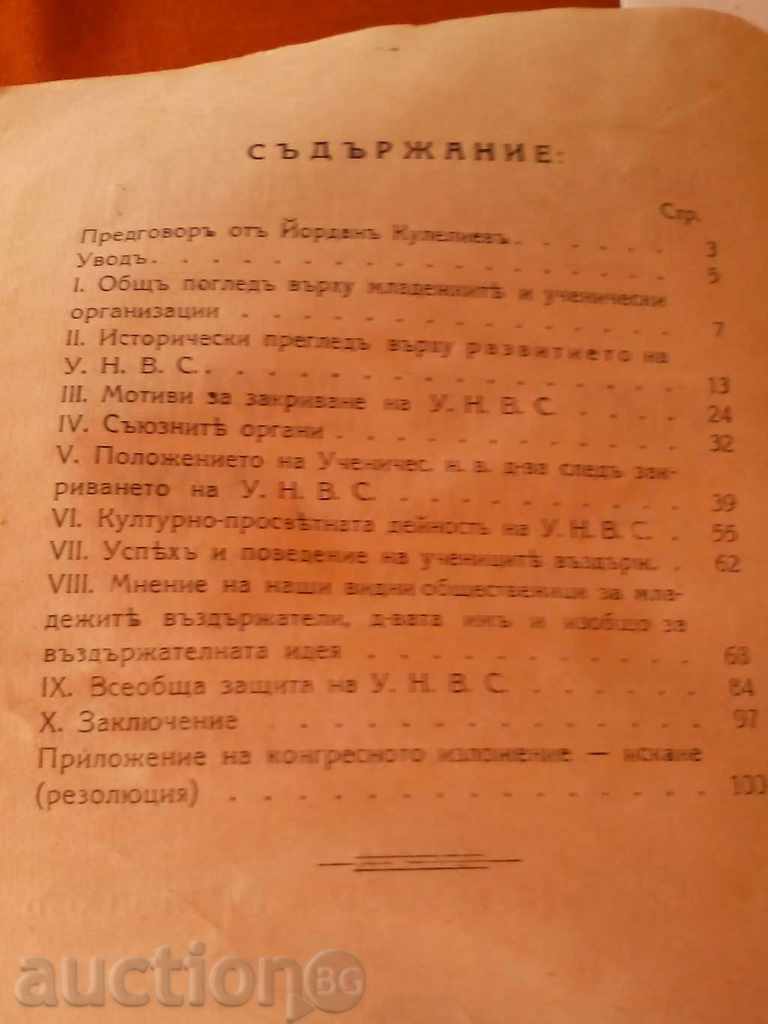 СЪДЪРЖАНИЕ:
Стр.
Предговоръ отъ Йорданъ Кулелиевъ. . . . . . 3
Уводъ. . . . . . . . . . . . . . . . . 5
I. Общъ погледъ върху младежкитѣ и ученически
организации . . . . . . . . . . . . . . 7
II. Исторически прегледъ върху развитието на
У. Н. В. С. . . . . . . . . . . . . . . . 13
III. Мотиви за закриване на У. Н. В. С. . . . . 24
IV. Съюзнитѣ органи . . . . . . . . . . . . 32
V. Положението на Ученичес. н. в. д-ва следъ зак-
риването на У. Н. В. С. . . . . . . . . . . 39
VI. Културно-просвѣтната дейность на У. Н. В. С. . 55
VII. Успѣхъ и поведение на ученицитѣ въздърж. . 62
VIII. Мнение на наши видни общественици за мла-
дежитѣ въздържатели, д-вата имъ и изобщо за
въздържателната идея . . . . . . . . . . 68
IX. Всеобща защита на У. Н. В. С. . . . . . . 84
X. Заключение . . . . . . . . . . . . . 97
Приложение на конгресното изложение — искане
(резолюция) . . . . . . . . . . . . . . . 100
auction BG